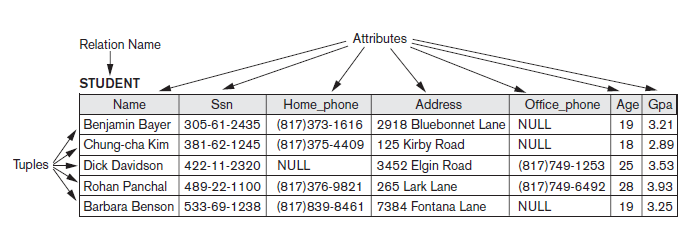 Attributes
Relation Name
STUDENT
Name Ssn Home_phone Address Office_phone Age Gpa
Benjamin Bayer 305-61-2435 (817)373-1616 2918 Bluebonnet Lane NULL 19 3.21
Chung-cha Kim 381-62-1245 (817)375-4409 125 Kirby Road NULL 18 2.89
Tuples Dick Davidson 422-11-2320 NULL 3452 Elgin Road (817)749-1253 25 3.53
Rohan Panchal 489-22-1100 (817)376-9821 265 Lark Lane (817)749-6492 28 3.93
Barbara Benson 533-69-1238 (817)839-8461 7384 Fontana Lane NULL 19 3.25